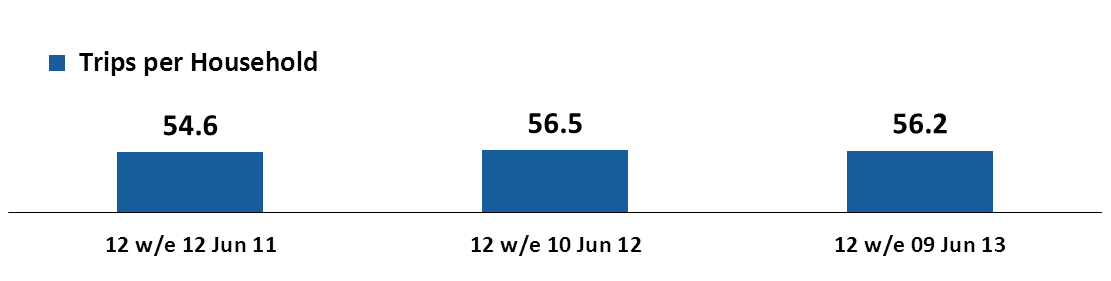 Trips per Household
54.6
56.5
56.2
12 w/e 12 Jun 11
12 w/e 10 Jun 12
12 w/e 09 Jun 13